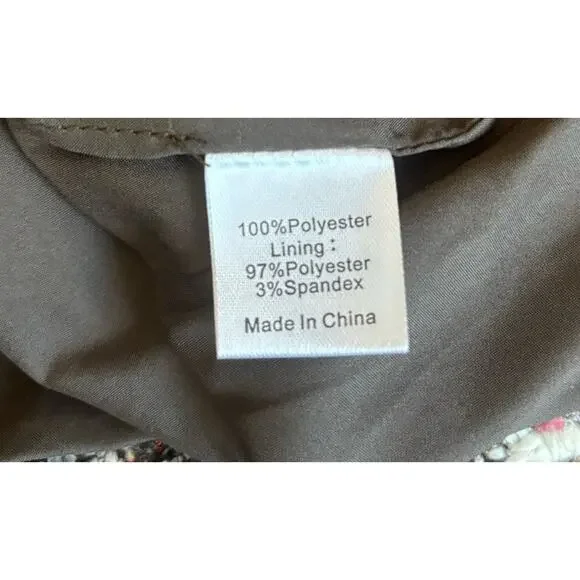 100%Polyester
Lining：
97%Polyester
3%Spandex
Made In China